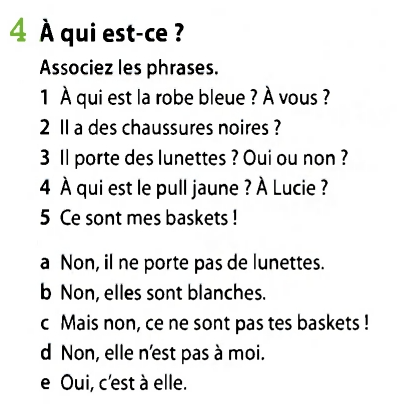 4 À qui est-ce ?
Associez les phrases.
1 À qui est la robe bleue ? À vous ?
2 Il a des chaussures noires ?
3 Il porte des lunettes ? Oui ou non ?
4 À qui est le pull jaune ? À Lucie ?
5 Ce sont mes baskets !
a Non, il ne porte pas de lunettes.
b Non, elles sont blanches.
c Mais non, ce ne sont pas tes baskets !
d Non, elle n'est pas à moi.
e Oui, c'est à elle.